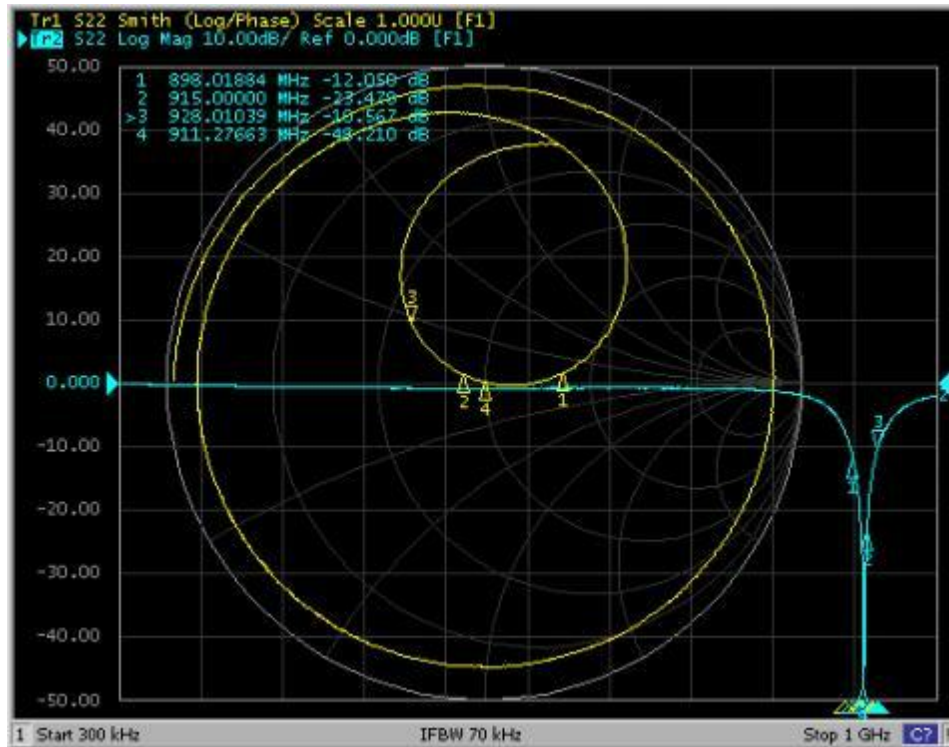 Tr1 S22 Smith (Log/Phase) Scale 1.000U [F1]
Tr2 S22 Log Mag 10.00dB/ Ref 0.000dB [F1]
50.00
1 898.01884 MHz -12.050 dB
2 915.00000 MHz -23.479 dB
>3 928.01039 MHz -10.567 dB
4 911.27663 MHz -48.210 dB
40.00
30.00
20.00
10.00
0.000
-10.00
-20.00
-30.00
-40.00
-50.00
3
2
4
1
3
1
2
1 Start 300 kHz IFBW 70 kHz Stop 1 GHz C?